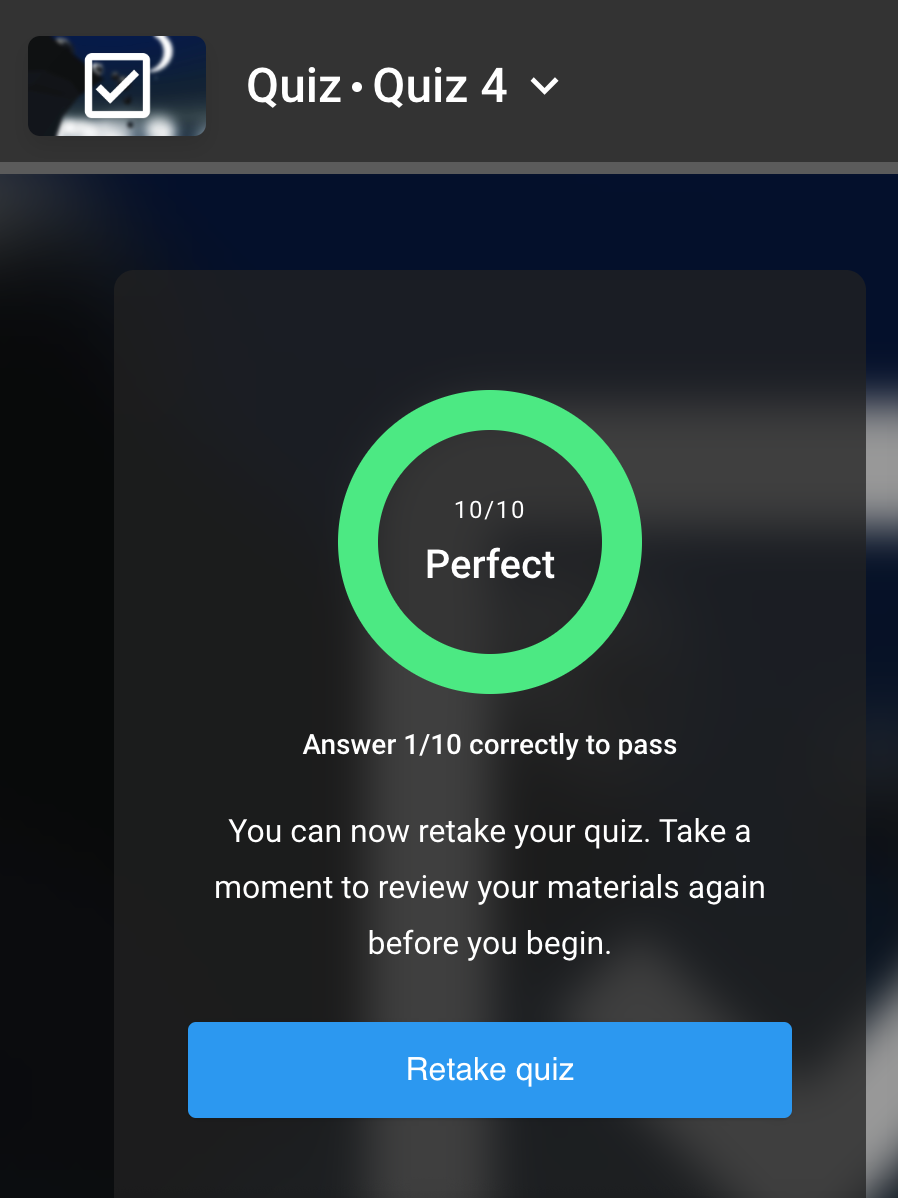 Quiz • Quiz 4
10/10
Perfect
Answer 1/10 correctly to pass
You can now retake your quiz. Take a
moment to review your materials again
before you begin.
Retake quiz